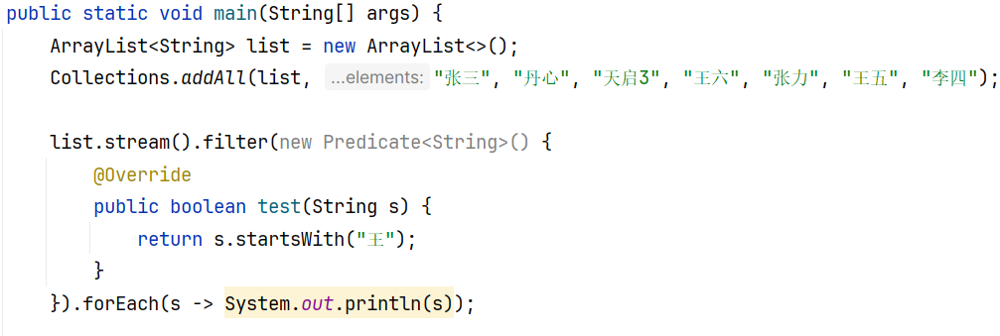 public static void main(String[] args) {
    ArrayList<String> list = new ArrayList<>();
    Collections.addAll(list, ...elements: "张三", "丹心", "天启3", "王六", "张力", "王五", "李四");
    list.stream().filter(new Predicate<String>() {
        @Override
        public boolean test(String s) {
            return s.startsWith("王");
        }
    }).forEach(s -> System.out.println(s));